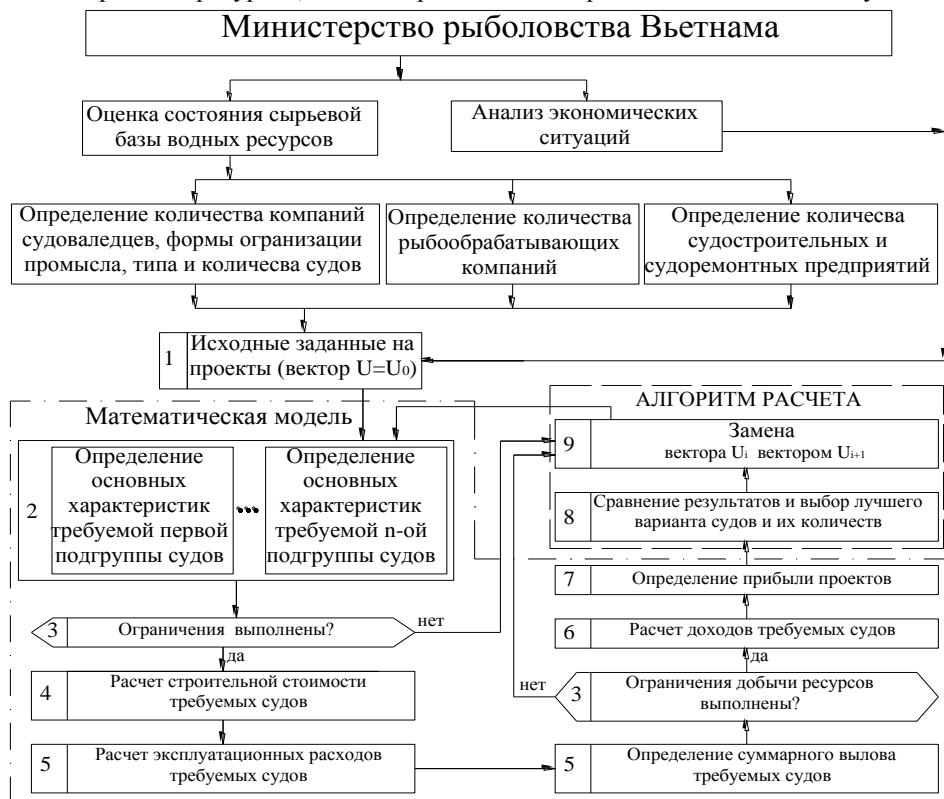 Министерство рыболовства Вьетнама
Оценка состояния сырьевой
базы водных ресурсов
Анализ экономических
ситуаций
Определение количества компаний
судоваледцев, формы огранизации
промысла, типа и количесва судов
Определение количества
рыбообрабатывающих
компаний
Определение количесва
судостроительных и
судоремонтных предприятий
1
Исходные заданные на
проекты (вектор U=U₀)
Математическая модель
2
Определение
основных
характеристик
требуемой первой
подгруппы судов
...
Определение
основных
характеристик
требуемой n-ой
подгруппы судов
3
Ограничения выполнены?
нет
да
4
Расчет строительной стоимости
требуемых судов
5
Расчет эксплуатационных расходов
требуемых судов
АЛГОРИТМ РАСЧЕТА
9
Замена
вектора Uᵢ вектором Uᵢ₊₁
8
Сравнение результатов и выбор лучшего
варианта судов и их количеств
7
Определение прибыли проектов
6
Расчет доходов требуемых судов
да
нет
3
Ограничения добычи ресурсов
выполнены?
5
Определение суммарного вылова
требуемых судов